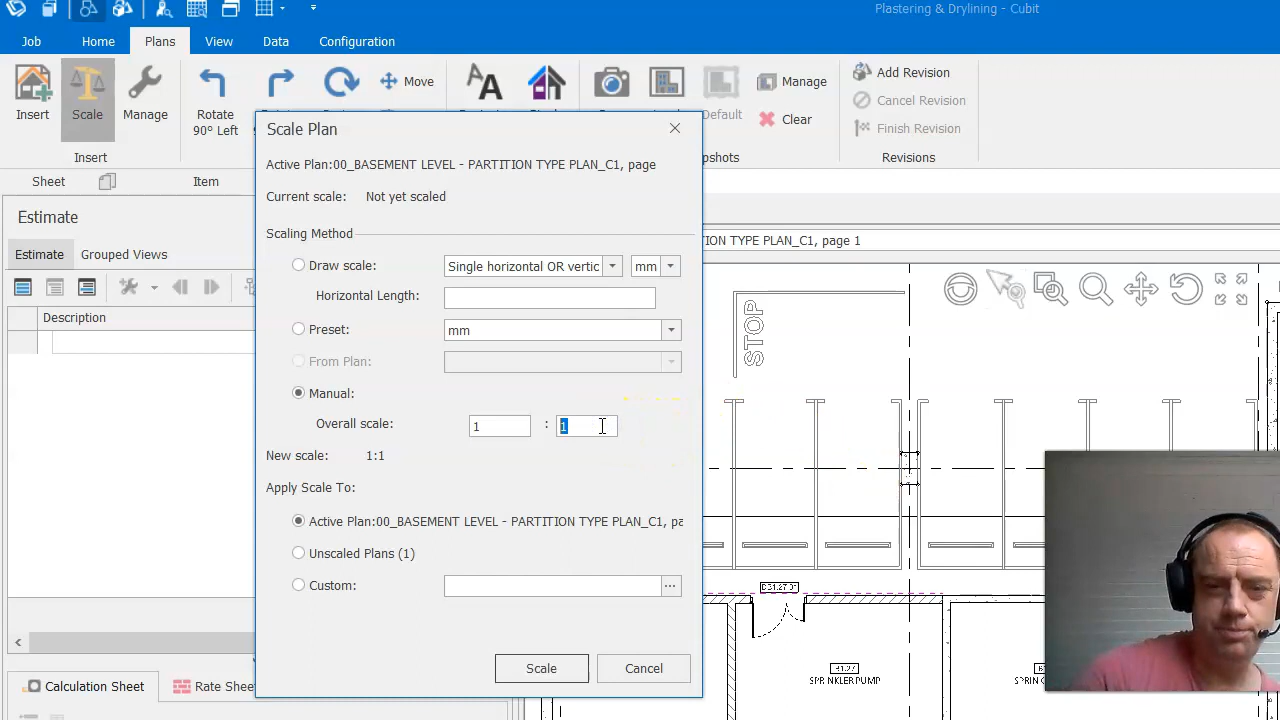 Plastering & Drylining - Cubit
Job Home Plans View Data Configuration
Insert Scale Manage Rotate 90° Left Move Default Manage Clear Add Revision Cancel Revision Finish Revision
Insert Revisions
Sheet Item
Scale Plan
Active Plan:00_BASEMENT LEVEL - PARTITION TYPE PLAN_C1, page
Current scale: Not yet scaled
Estimate
Scaling Method
TYPE PLAN_C1, page 1
Estimate Grouped Views
Draw scale: Single horizontal OR vertic mm
Horizontal Length:
Description
Preset: mm
STOP
From Plan:
Manual:
Overall scale: 1 : 1
New scale: 1:1
Apply Scale To:
Active Plan:00_BASEMENT LEVEL - PARTITION TYPE PLAN_C1, pa
Unscaled Plans (1)
Custom:
Scale Cancel
Calculation Sheet Rate Shee
B1.27
SPRINKLER PUMP